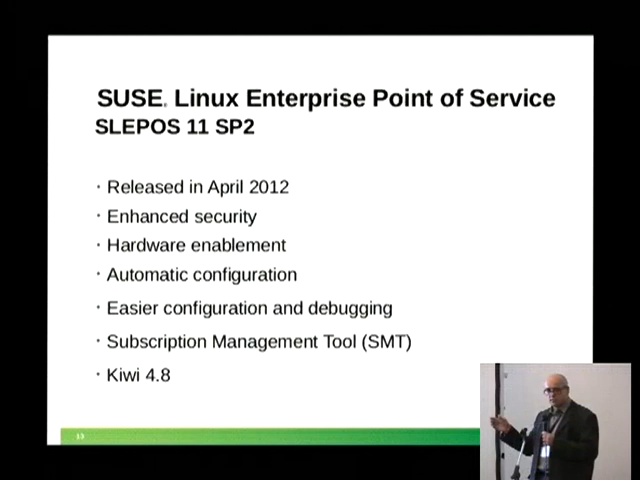 SUSE. Linux Enterprise Point of Service
SLEPOS 11 SP2
· Released in April 2012
· Enhanced security
· Hardware enablement
· Automatic configuration
· Easier configuration and debugging
· Subscription Management Tool (SMT)
· Kiwi 4.8